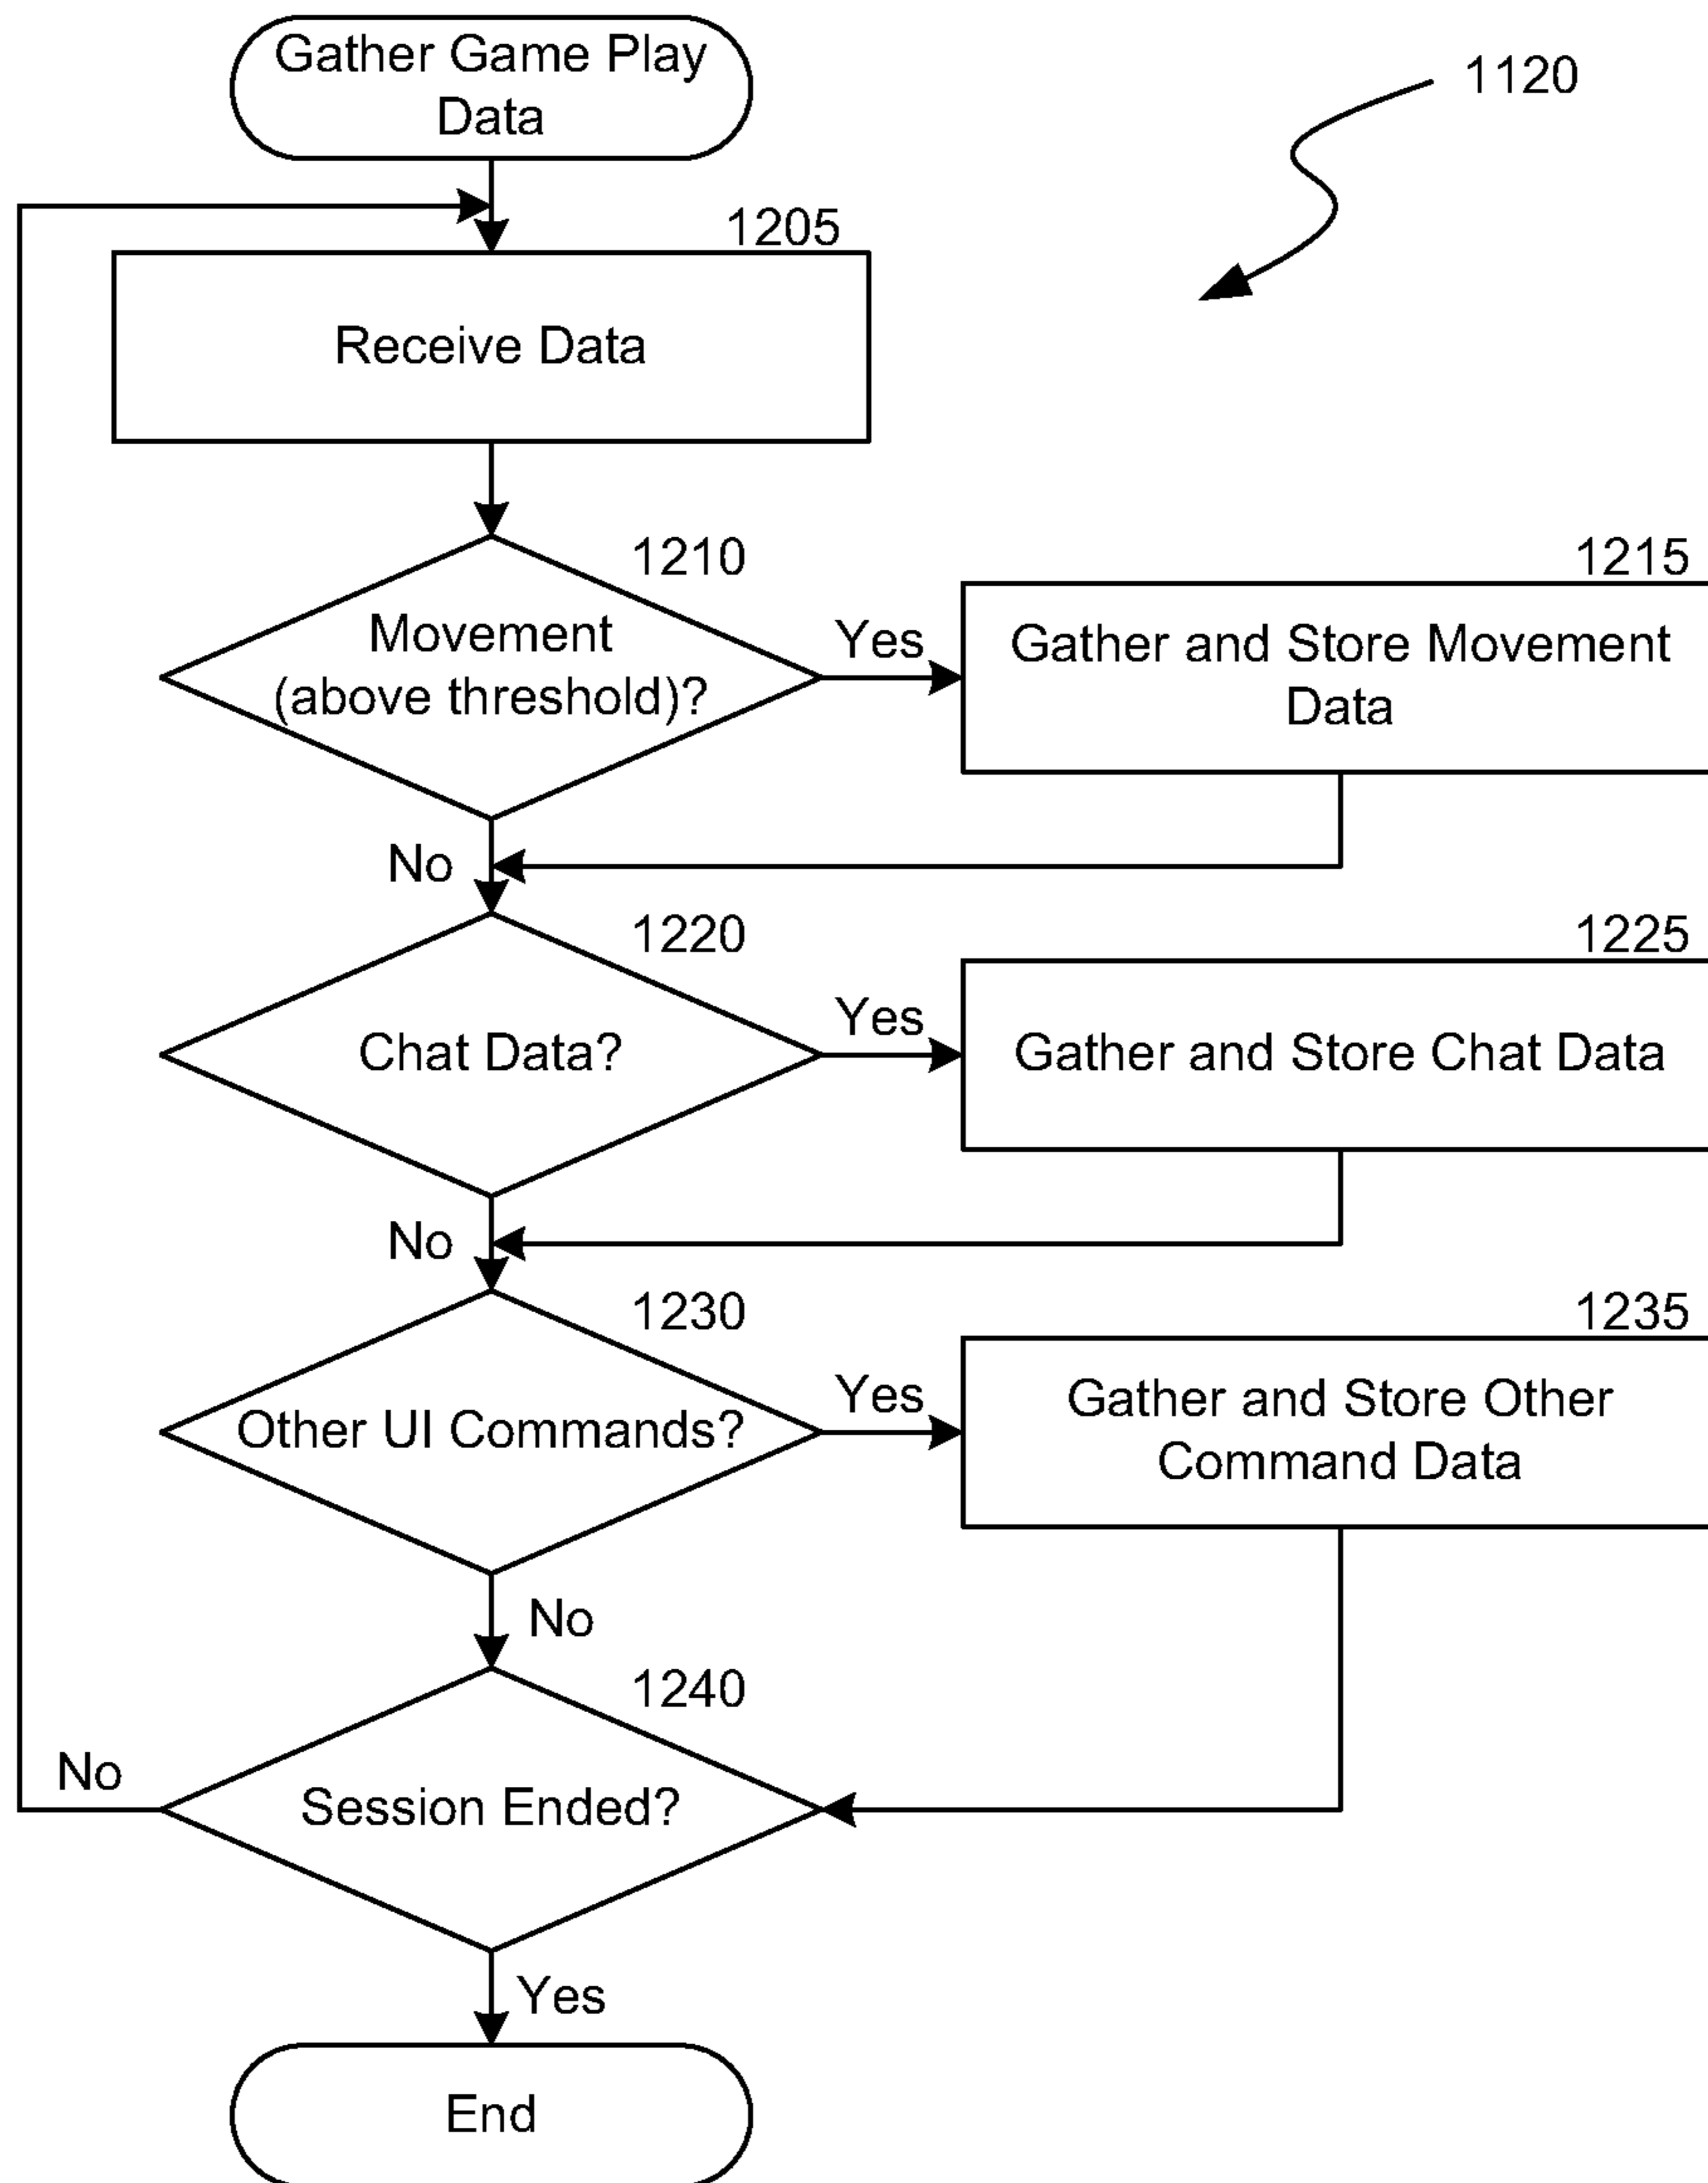 Gather Game Play
Data
1120
1205
Receive Data
1210
Movement
(above threshold)?
Yes
1215
Gather and Store Movement
Data
No
1220
Chat Data?
Yes
1225
Gather and Store Chat Data
No
1230
Other UI Commands?
Yes
1235
Gather and Store Other
Command Data
No
1240
Session Ended?
No
Yes
End